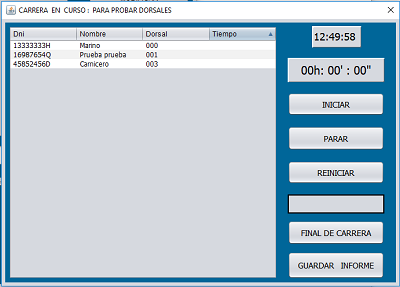 CARRERA EN CURSO : PARA PROBAR DORSALES
Dni Nombre Dorsal Tiempo
13333333H Marino 000
16987654Q Prueba prueba 001
45852456D Carnicero 003
12:49:58
00h: 00' : 00"
INICIAR
PARAR
REINICIAR
FINAL DE CARRERA
GUARDAR INFORME